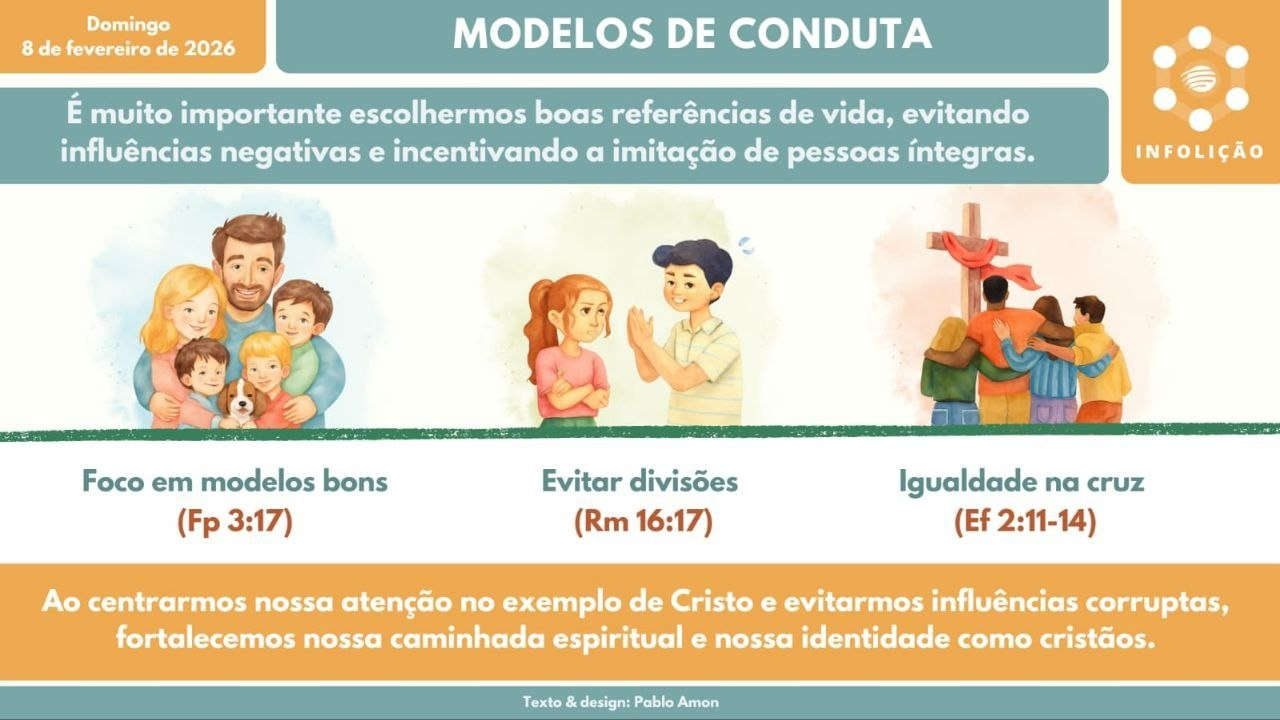 Domingo
8 de fevereiro de 2026
MODELOS DE CONDUTA
INFOLIÇÃO
É muito importante escolhermos boas referências de vida, evitando
influências negativas e incentivando a imitação de pessoas íntegras.
Foco em modelos bons
(Fp 3:17)
Evitar divisões
(Rm 16:17)
Igualdade na cruz
(Ef 2:11-14)
Ao centrarmos nossa atenção no exemplo de Cristo e evitarmos influências corruptas,
fortalecemos nossa caminhada espiritual e nossa identidade como cristãos.
Texto & design: Pablo Amon